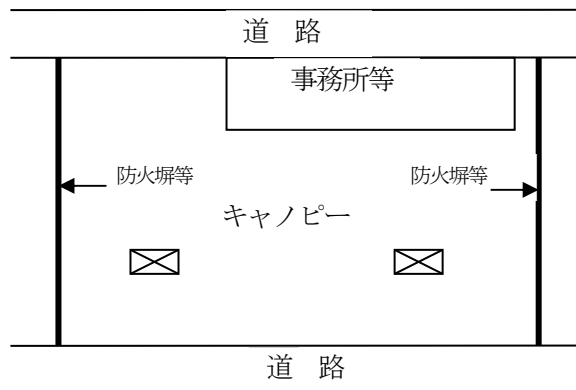 道 路
事務所等
防火塀等
防火塀等
キャノピー
道 路